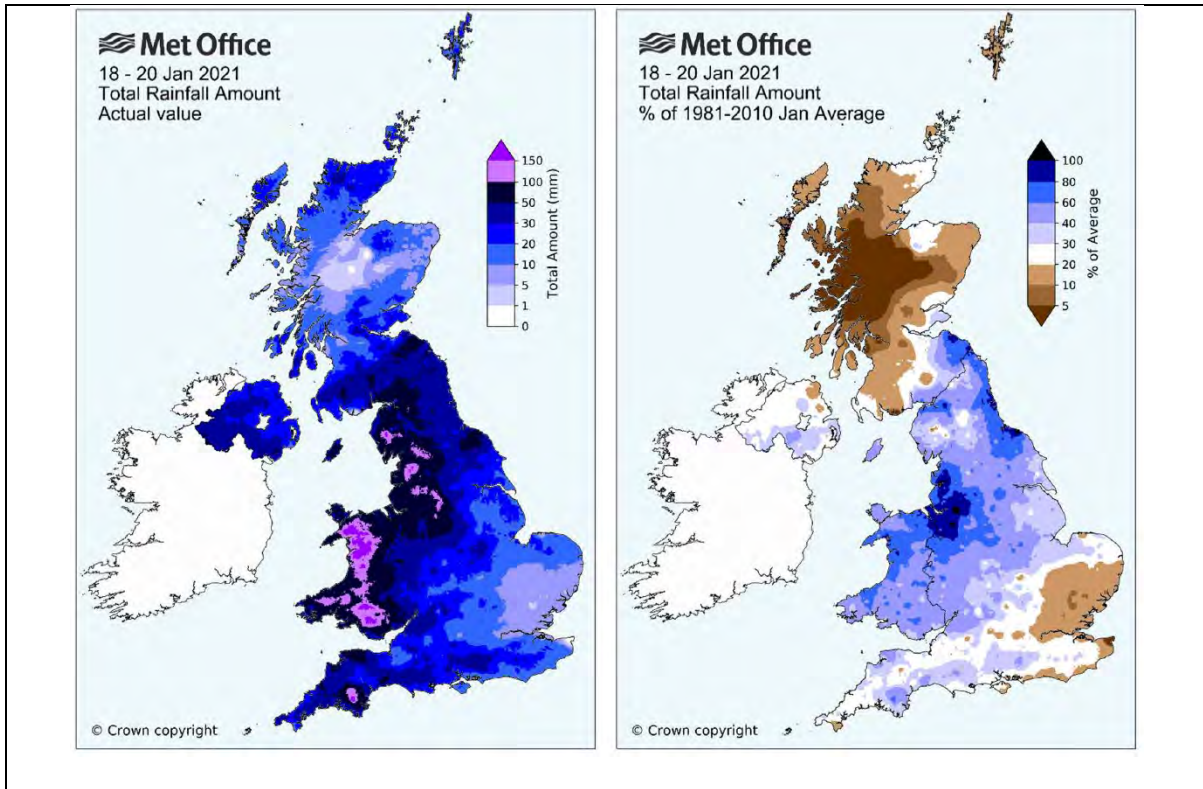 Met Office
18 - 20 Jan 2021
Total Rainfall Amount
Actual value
150
100
50
30
20
10
5
1
0
Total Amount (mm)
© Crown copyright
Met Office
18 - 20 Jan 2021
Total Rainfall Amount
% of 1981-2010 Jan Average
100
80
60
40
30
20
10
5
% of Average
© Crown copyright